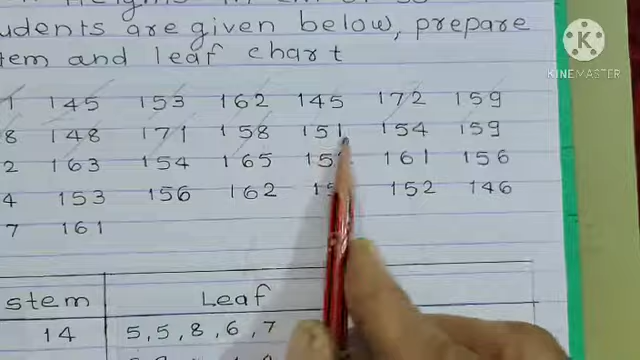 udents are given below, prepare
tem and leaf chart
1 145 153 162 145 172 159
8 148 171 158 151 154 159
2 163 154 165 161 156
4 153 156 162 152 146
7 161
stem Leaf
14 5, 5, 8, 6, 7
K
KINEMASTER